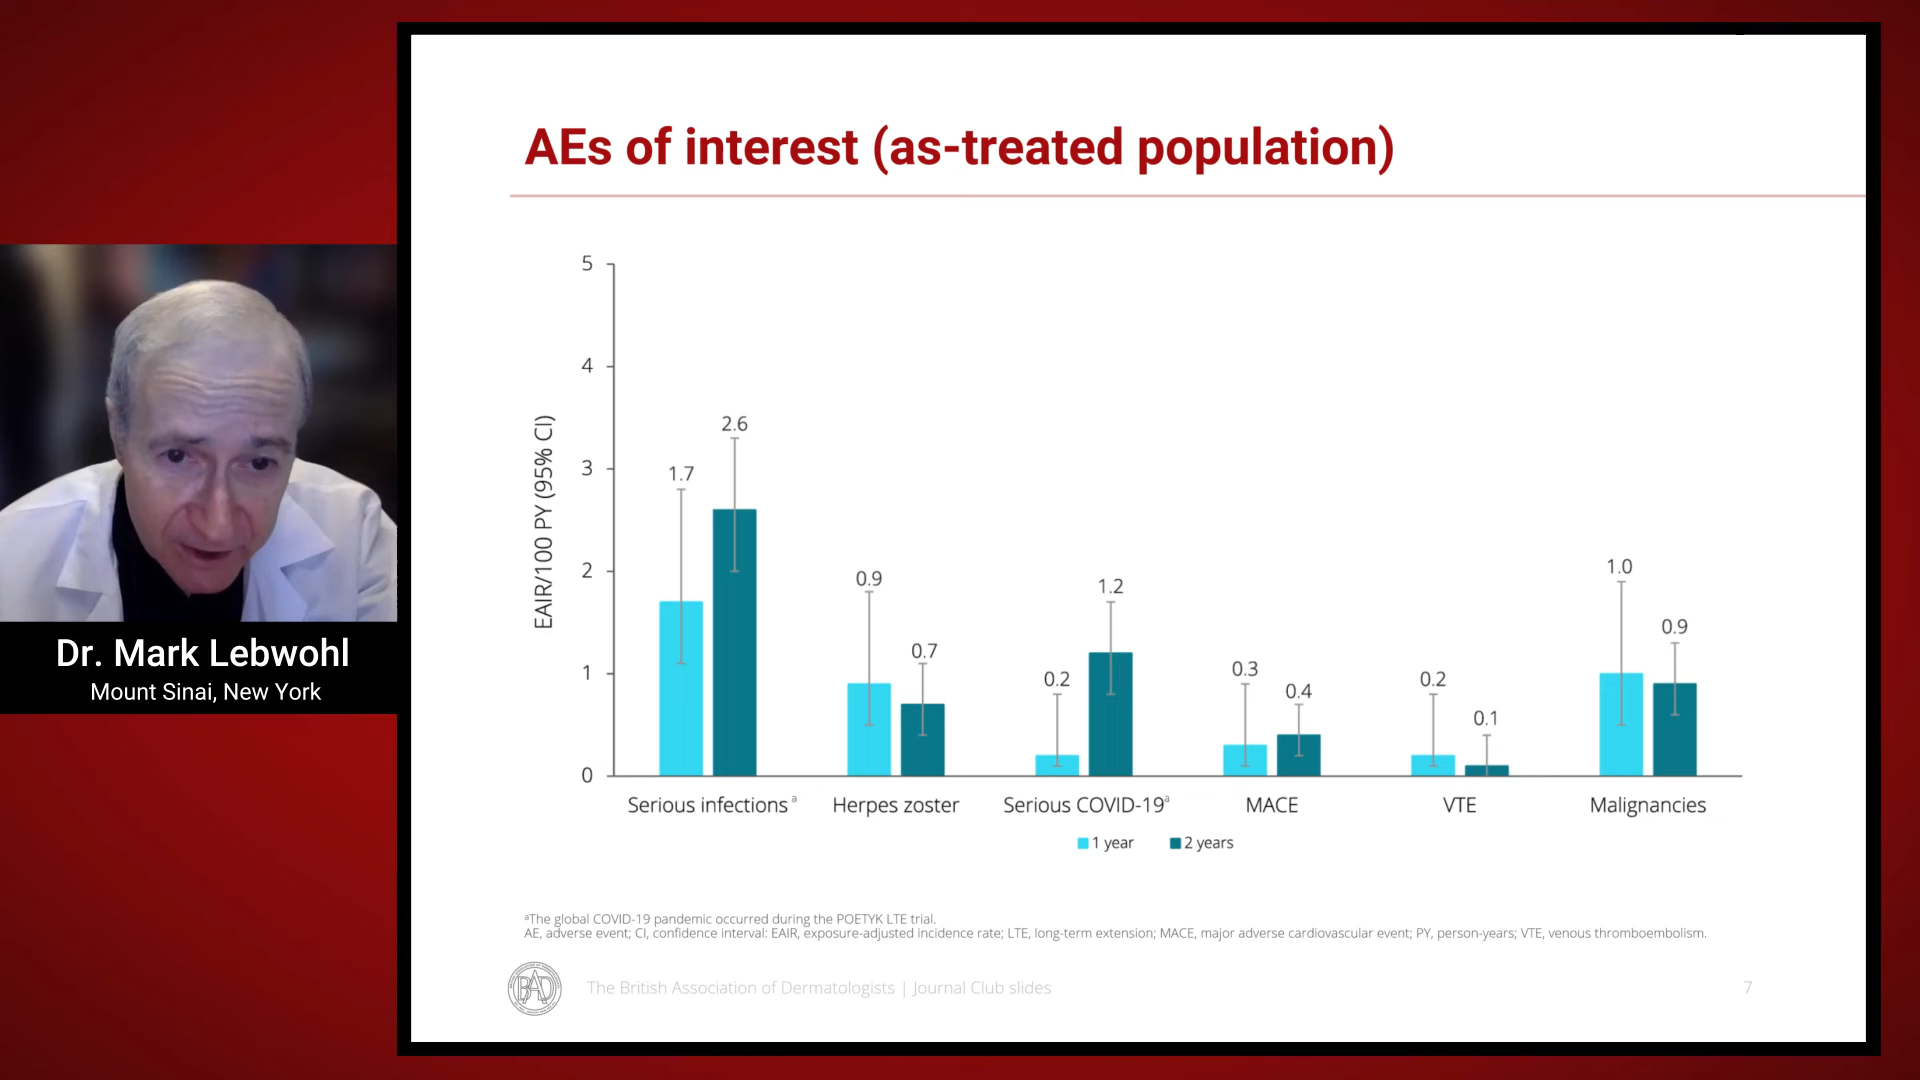 AEs of interest (as-treated population)
EAIR/100 PY (95% CI)
5
4
3
2
1
0
1.7
2.6
0.9
0.7
0.2
1.2
0.3
0.4
0.2
0.1
1.0
0.9
Serious infections a
Herpes zoster
Serious COVID-19a
MACE
VTE
Malignancies
1 year
2 years
aThe global COVID-19 pandemic occurred during the POETYK LTE trial.
AE, adverse event; CI, confidence interval: EAIR, exposure-adjusted incidence rate; LTE, long-term extension; MACE, major adverse cardiovascular event; PY, person-years; VTE, venous thromboembolism.
BAD
The British Association of Dermatologists | Journal Club slides
7
Dr. Mark Lebwohl
Mount Sinai, New York